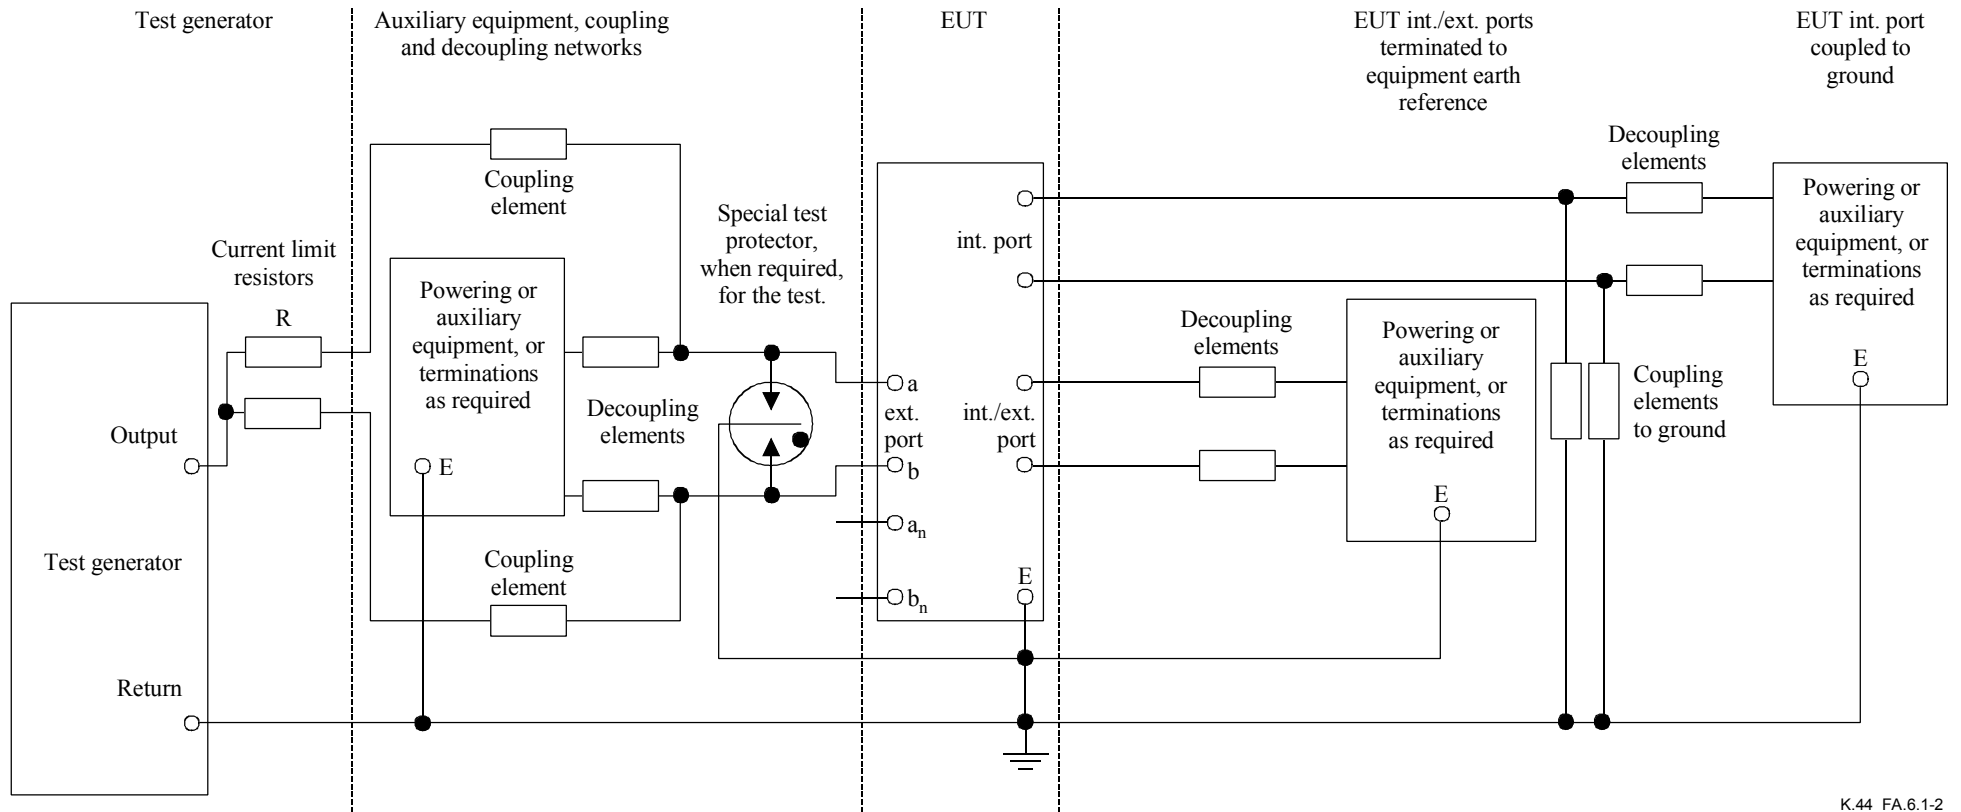 Test generator
Auxiliary equipment, coupling
and decoupling networks
EUT
EUT int./ext. ports
terminated to
equipment earth
reference
EUT int. port
coupled to
ground
Current limit
resistors
R
Output
Test generator
Return
Coupling
element
Powering or
auxiliary
equipment, or
terminations
as required
E
Decoupling
elements
Coupling
element
Special test
protector,
when required,
for the test.
a
ext.
port
b
aₙ
bₙ
int. port
int./ext.
port
E
Decoupling
elements
Powering or
auxiliary
equipment, or
terminations
as required
E
Decoupling
elements
Coupling
elements
to ground
Powering or
auxiliary
equipment, or
terminations
as required
E
K.44_FA.6.1-2